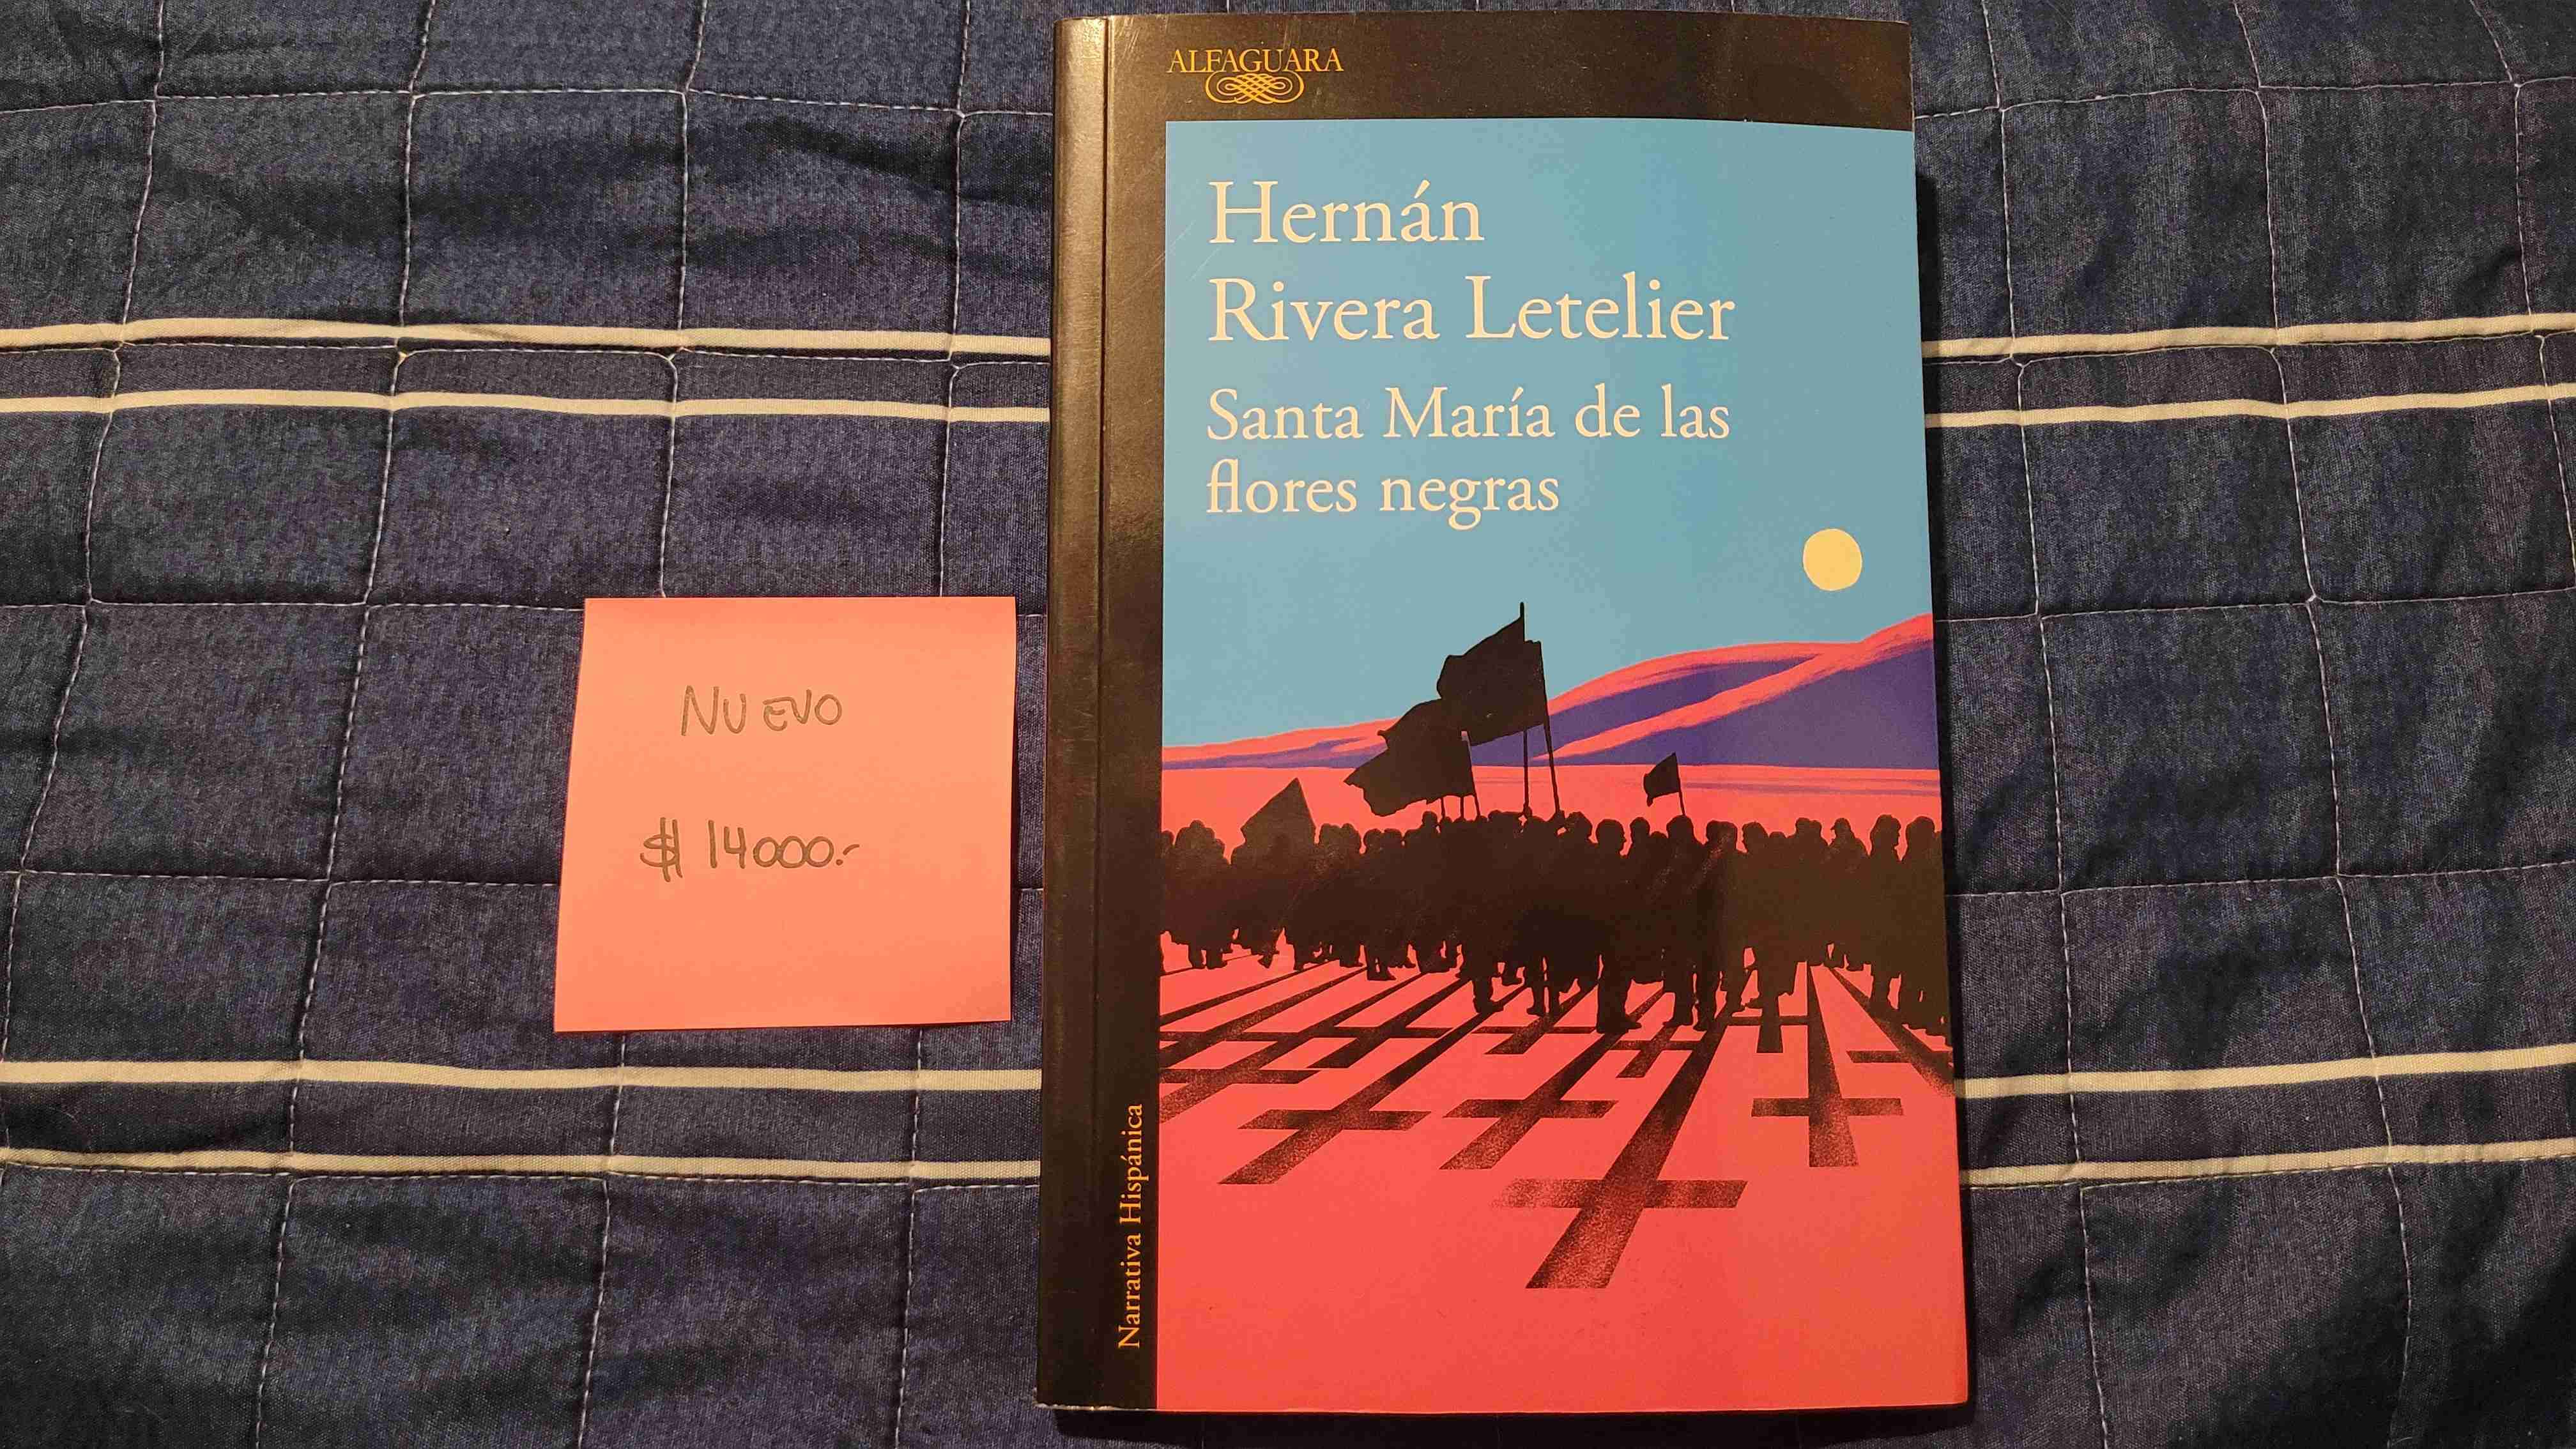 ALFAGUARA
Hernán
Rivera Letelier
Santa María de las
flores negras
NUEVO
$ 14000.-
Narrativa Hispánica